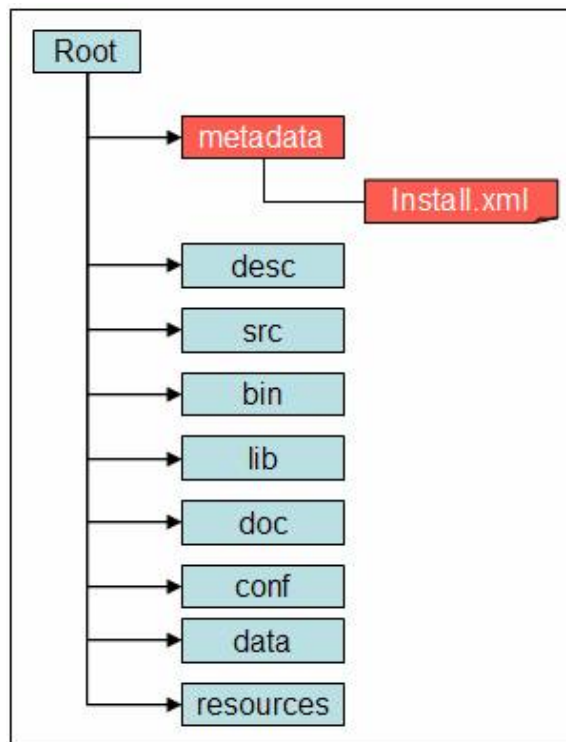 Root
metadata
Install.xml
desc
src
bin
lib
doc
conf
data
resources